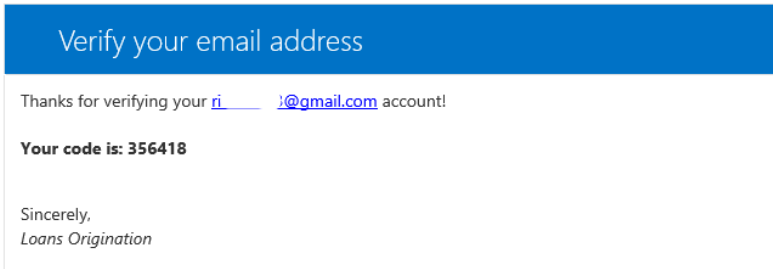 Verify your email address
Thanks for verifying your ri @gmail.com account!
Your code is: 356418
Sincerely,
Loans Origination